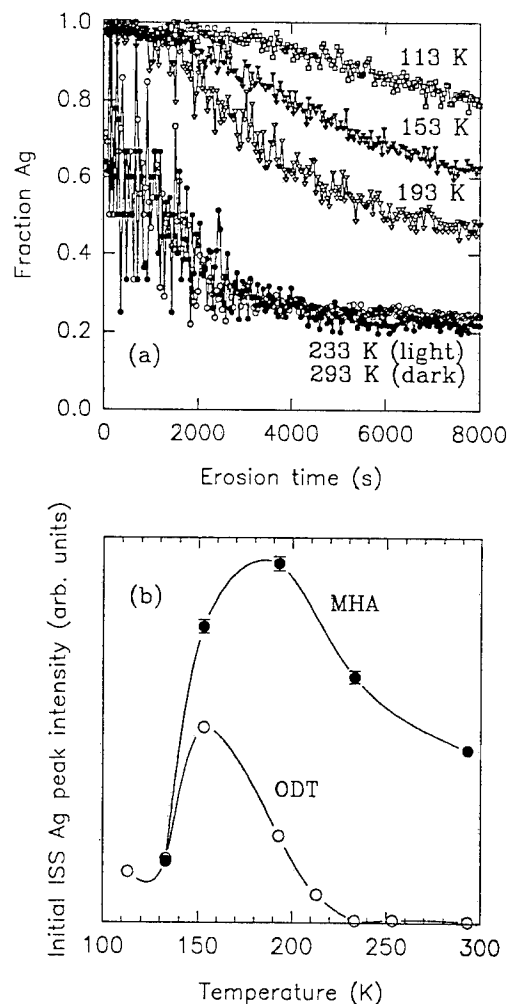 Fraction Ag
1.0
0.8
0.6
0.4
0.2
0.0
113 K
153 K
193 K
(a)
233 K (light)
293 K (dark)
0
2000
4000
6000
8000
Erosion time (s)
Initial ISS Ag peak intensity (arb. units)
(b)
MHA
ODT
100
150
200
250
300
Temperature (K)